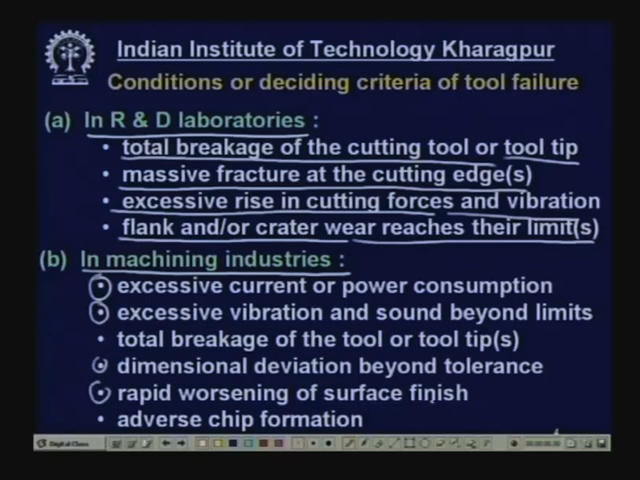 Indian Institute of Technology Kharagpur
Conditions or deciding criteria of tool failure
(a) In R & D laboratories :
• total breakage of the cutting tool or tool tip
• massive fracture at the cutting edge(s)
• excessive rise in cutting forces and vibration
• flank and/or crater wear reaches their limit(s)
(b) In machining industries :
• excessive current or power consumption
• excessive vibration and sound beyond limits
• total breakage of the tool or tool tip(s)
• dimensional deviation beyond tolerance
• rapid worsening of surface finish
• adverse chip formation
Digital Class